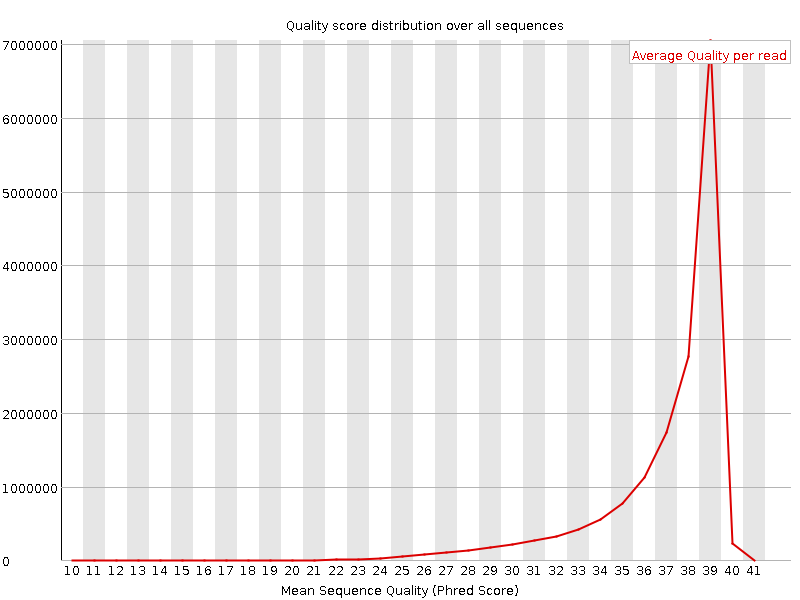 Quality score distribution over all sequences
Average Quality per read
7000000
6000000
5000000
4000000
3000000
2000000
1000000
0
10 11 12 13 14 15 16 17 18 19 20 21 22 23 24 25 26 27 28 29 30 31 32 33 34 35 36 37 38 39 40 41
Mean Sequence Quality (Phred Score)